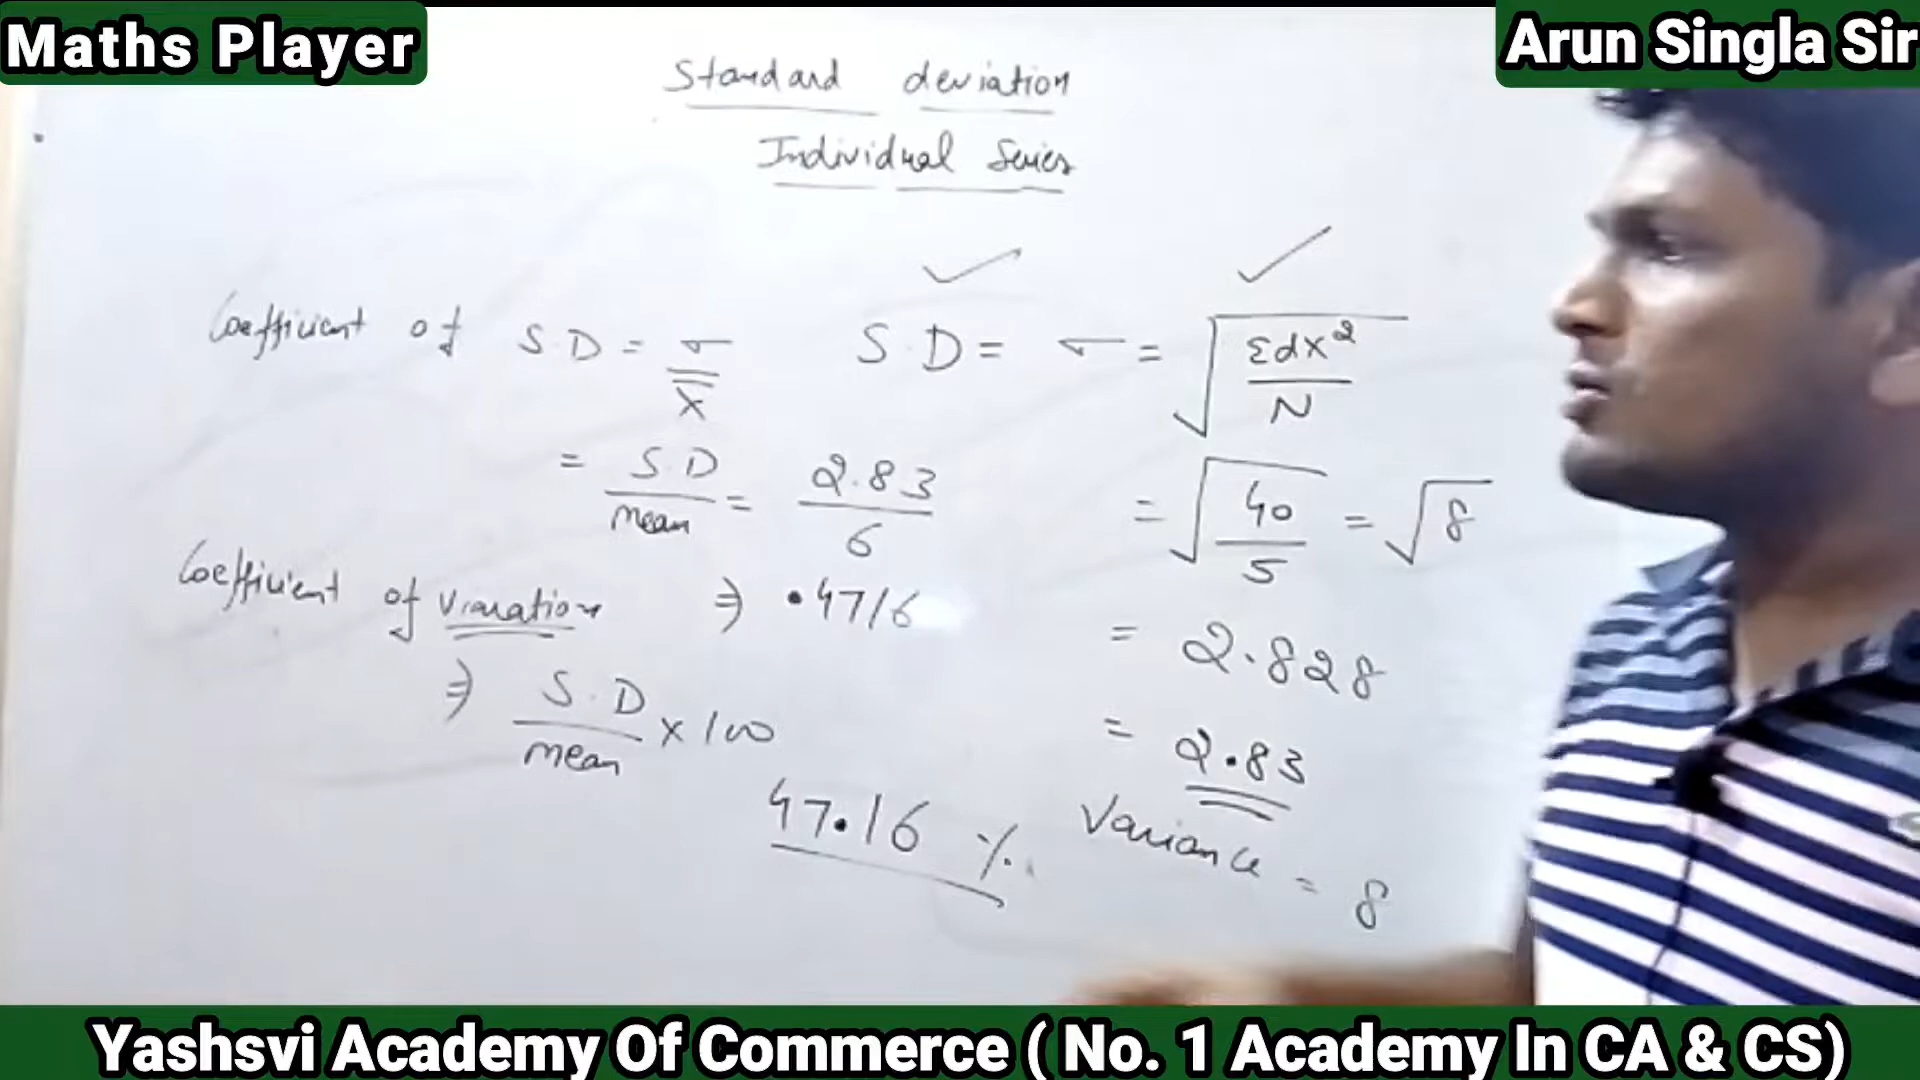 Maths Player
Arun Singla Sir
Standard deviation
Individual Series
Coefficient of S.D = σ / X̄
S.D = σ = √(Σdx² / N)
= S.D / mean = 2.83 / 6
= √(40 / 5) = √8
Coefficient of Variation ⇒ .4716
= 2.828
⇒ S.D / mean × 100
= 2.83
47.16 %.
Variance = 8
Yashsvi Academy Of Commerce ( No. 1 Academy In CA & CS)